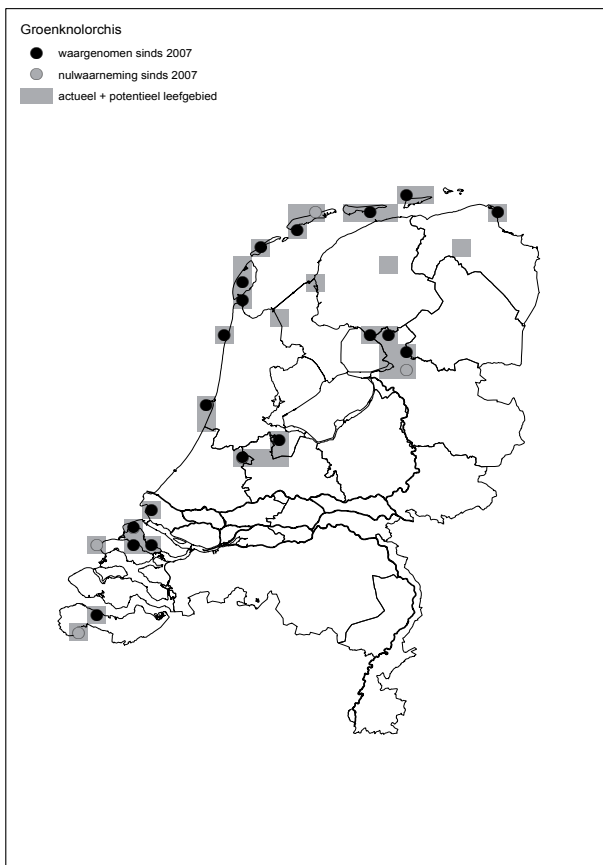 Groenknolorchis
waargenomen sinds 2007
nulwaarneming sinds 2007
actueel + potentieel leefgebied